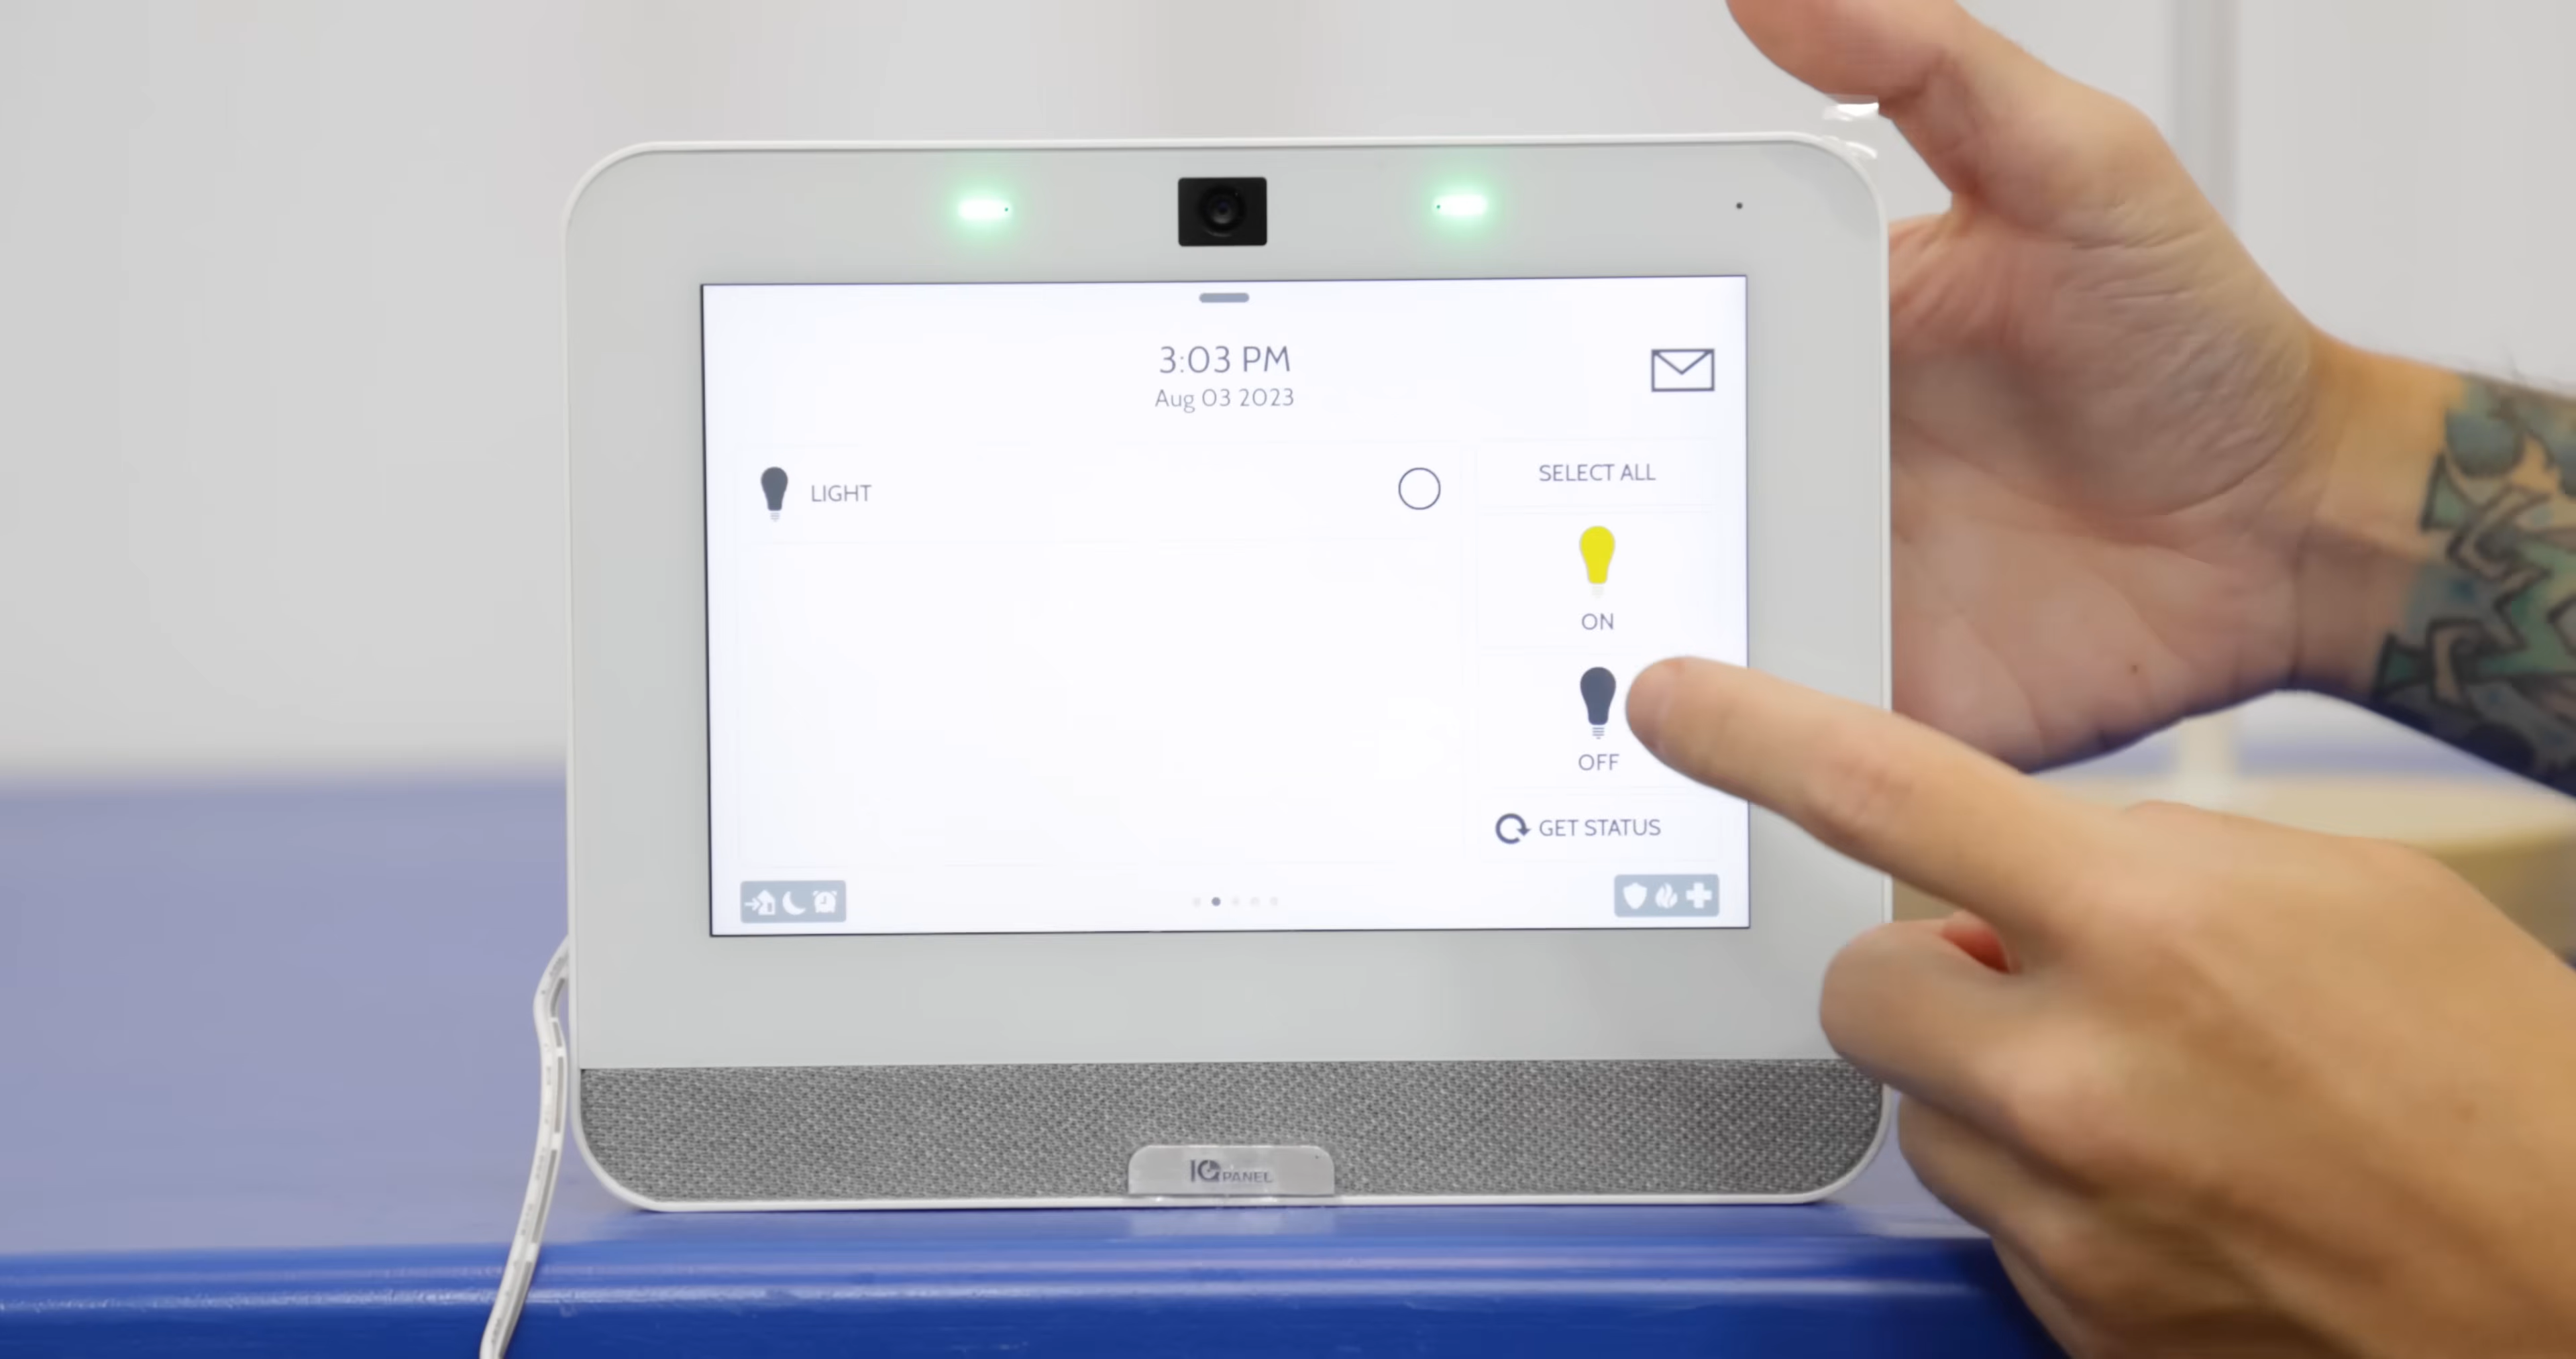 3:03 PM
Aug 03 2023
LIGHT
SELECT ALL
ON
OFF
GET STATUS
IQ PANEL